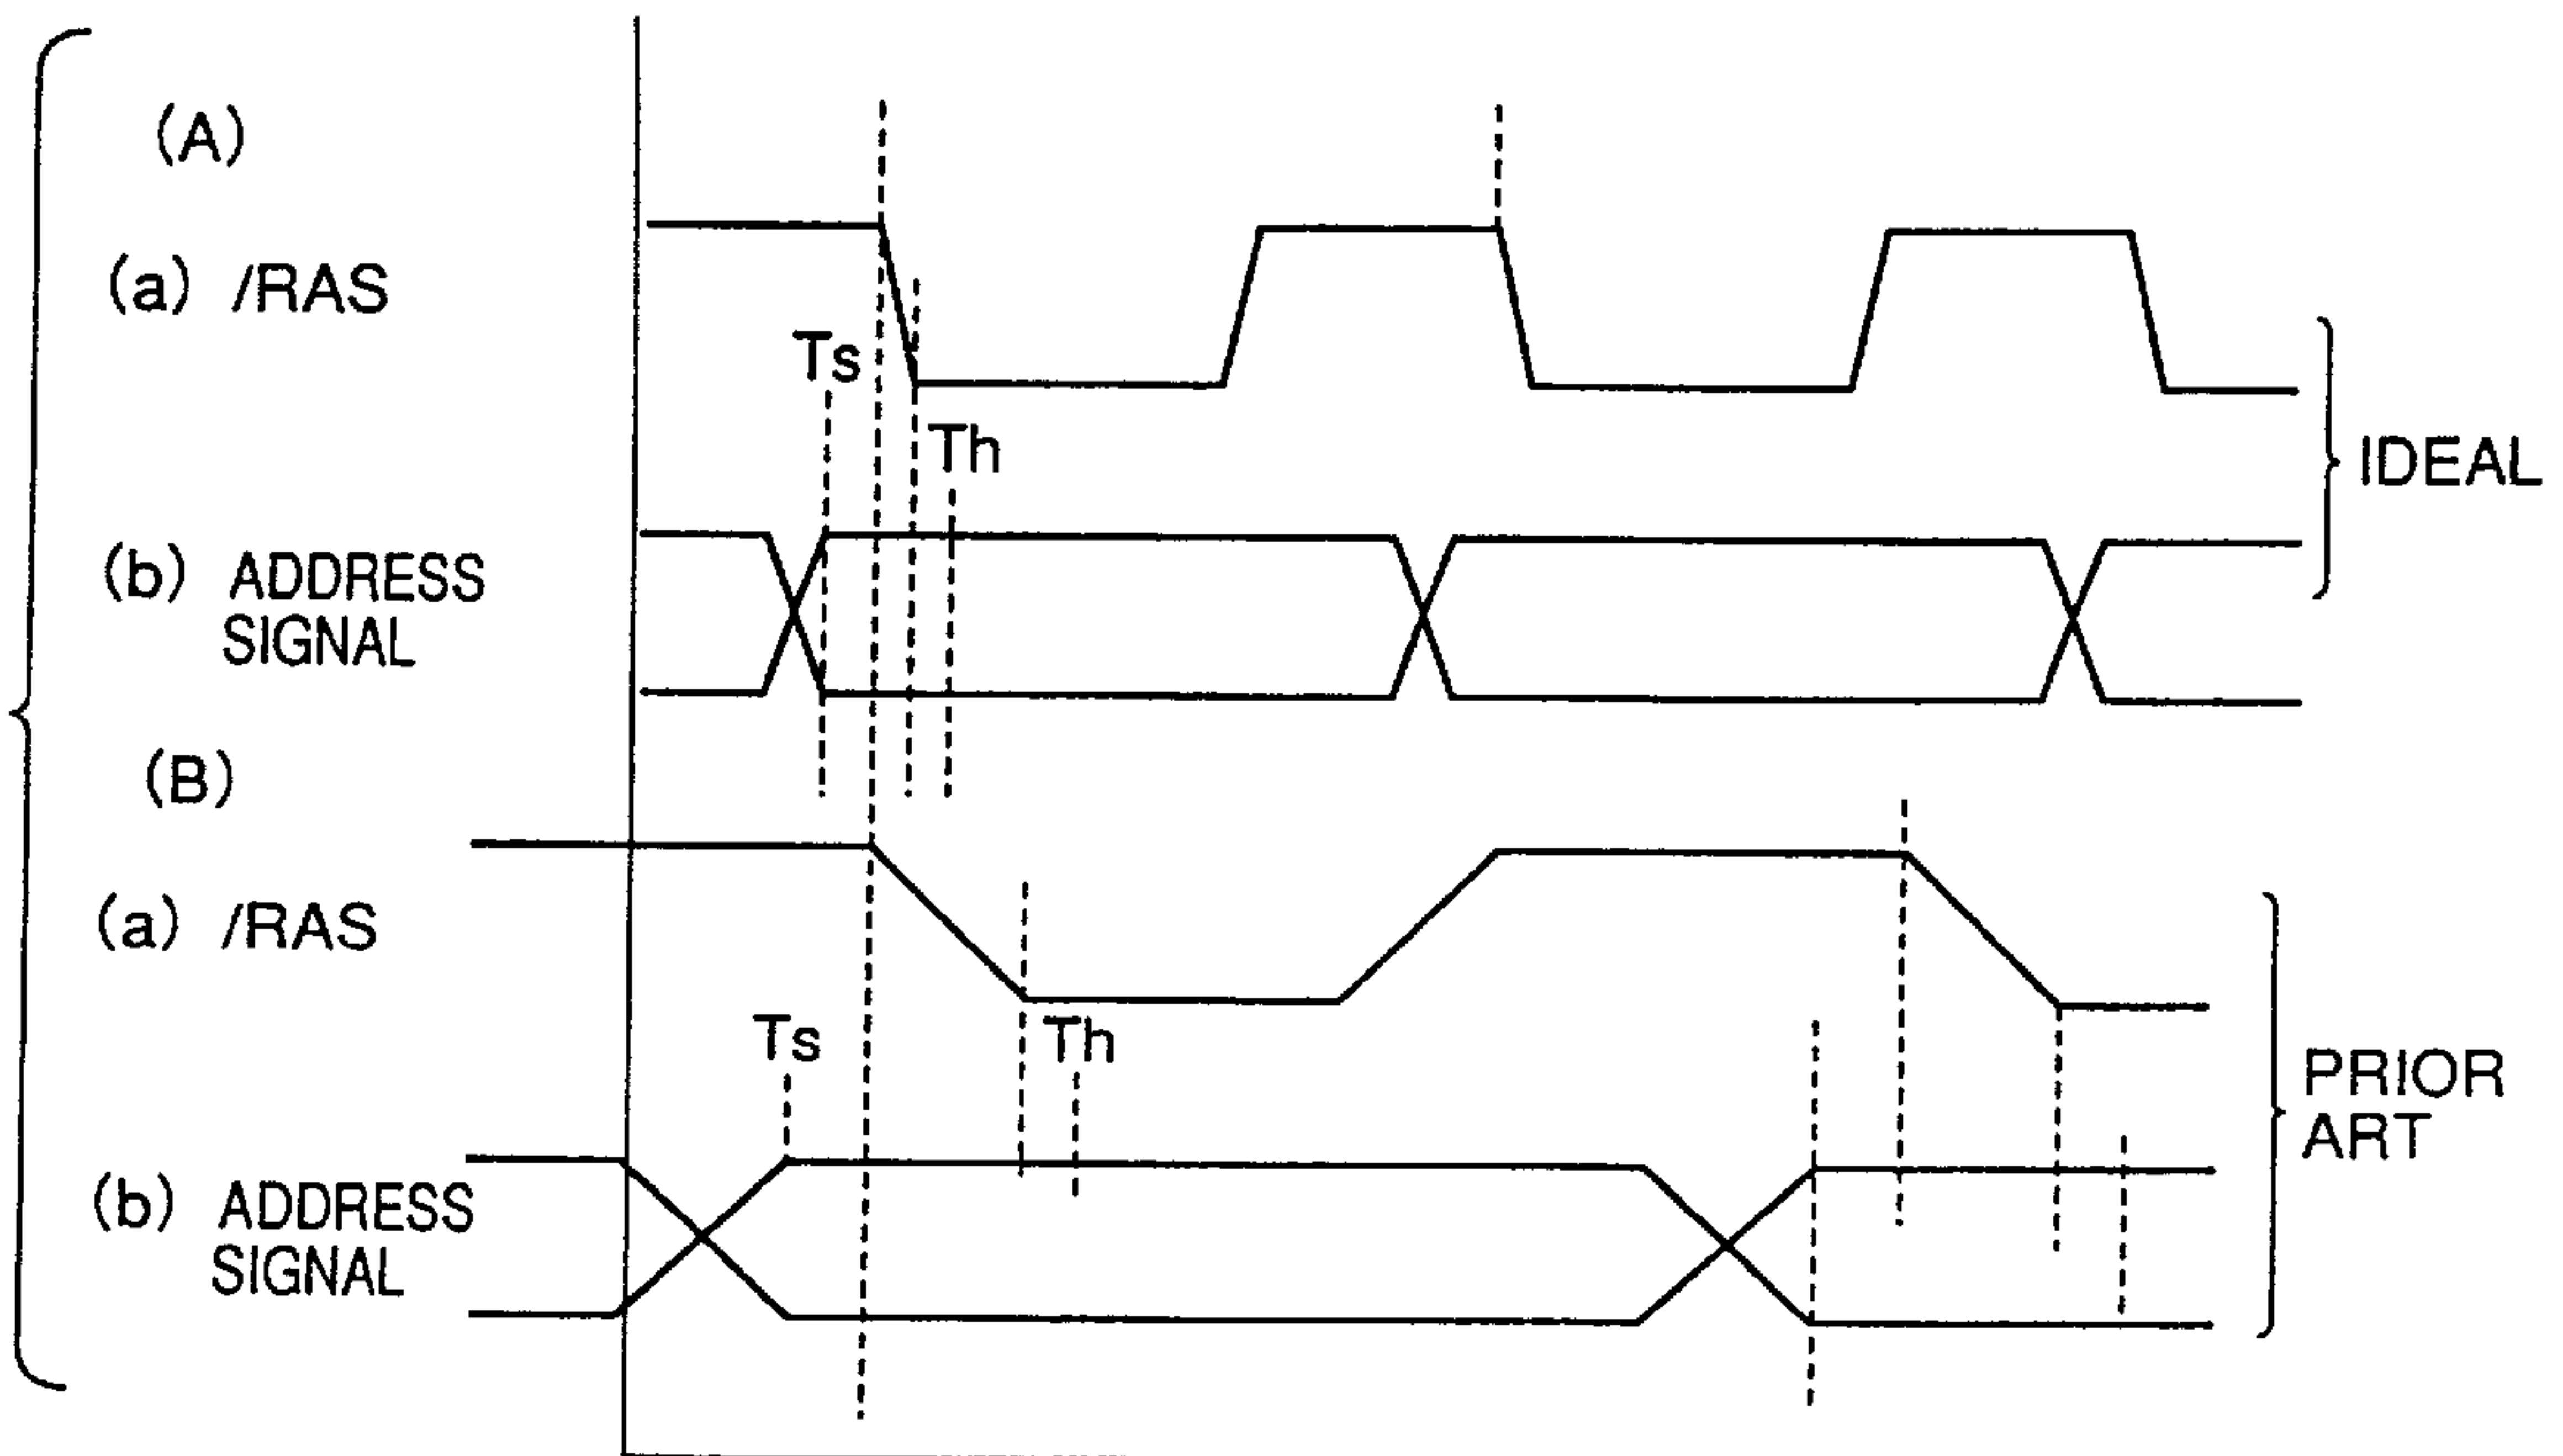 (A)
(a) /RAS
Ts
Th
IDEAL
(b) ADDRESS
SIGNAL
(B)
(a) /RAS
Ts
Th
PRIOR
ART
(b) ADDRESS
SIGNAL